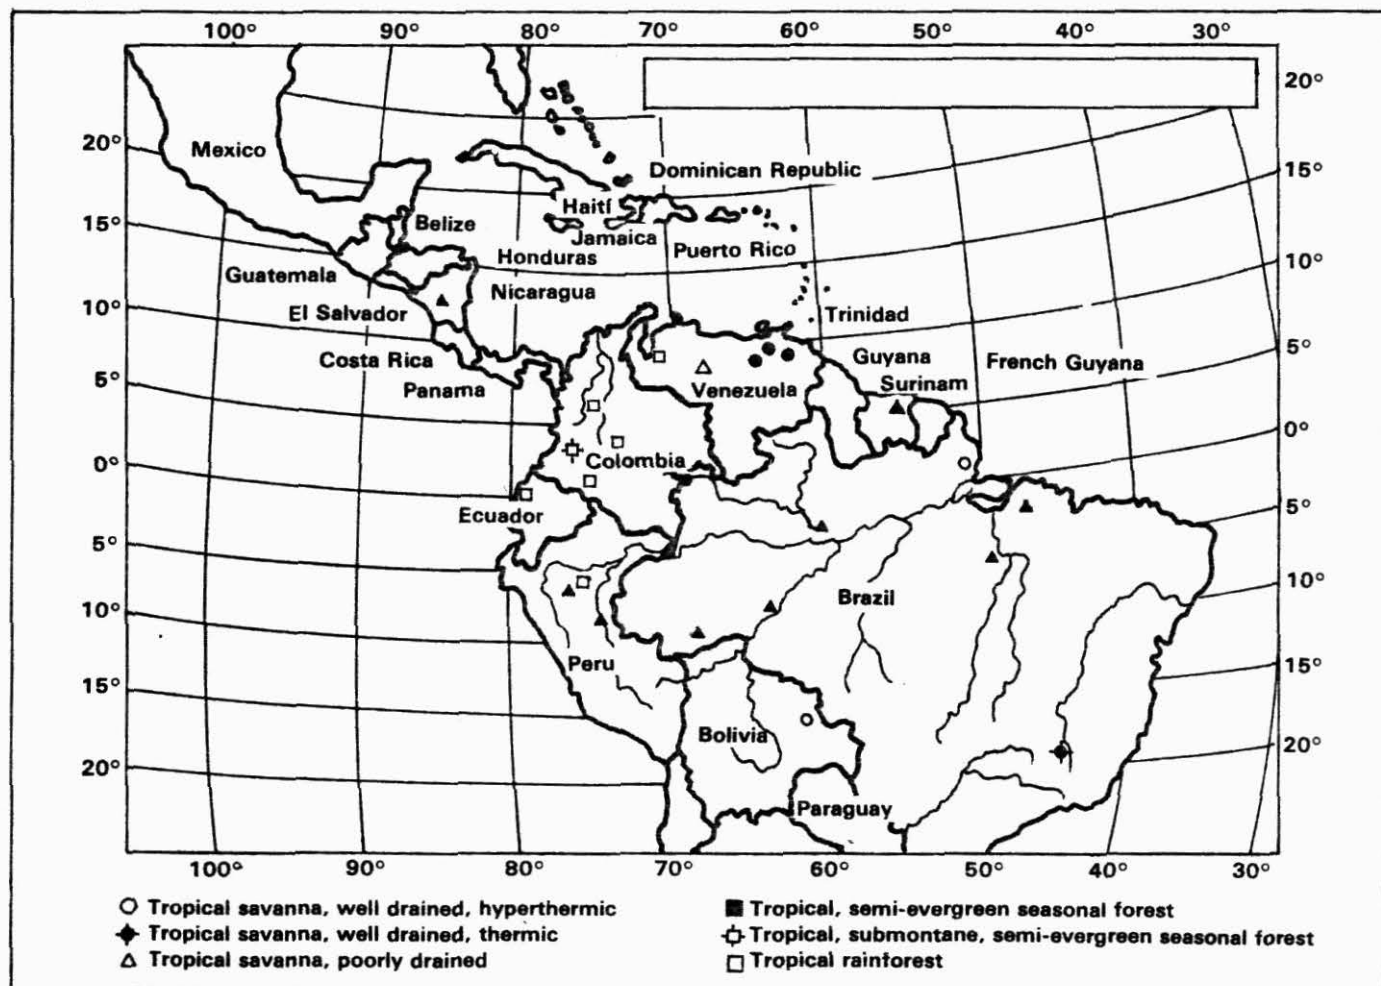 100° 90° 80° 70° 60° 50° 40° 30°
20°
20°
Mexico
Dominican Republic
15°
Haití
15°
Belize
Jamaica
Honduras
Puerto Rico
10°
Guatemala
Nicaragua
10°
El Salvador
Trinidad
5°
Costa Rica
Guyana
French Guyana
5°
Panama
Venezuela
Surinam
0°
0°
Colombia
Ecuador
5°
5°
10°
Brazil
10°
Peru
15°
15°
Bolivia
20°
20°
Paraguay
100° 90° 80° 70° 60° 50° 40° 30°
Tropical savanna, well drained, hyperthermic
Tropical savanna, well drained, thermic
Tropical savanna, poorly drained
Tropical, semi-evergreen seasonal forest
Tropical, submontane, semi-evergreen seasonal forest
Tropical rainforest